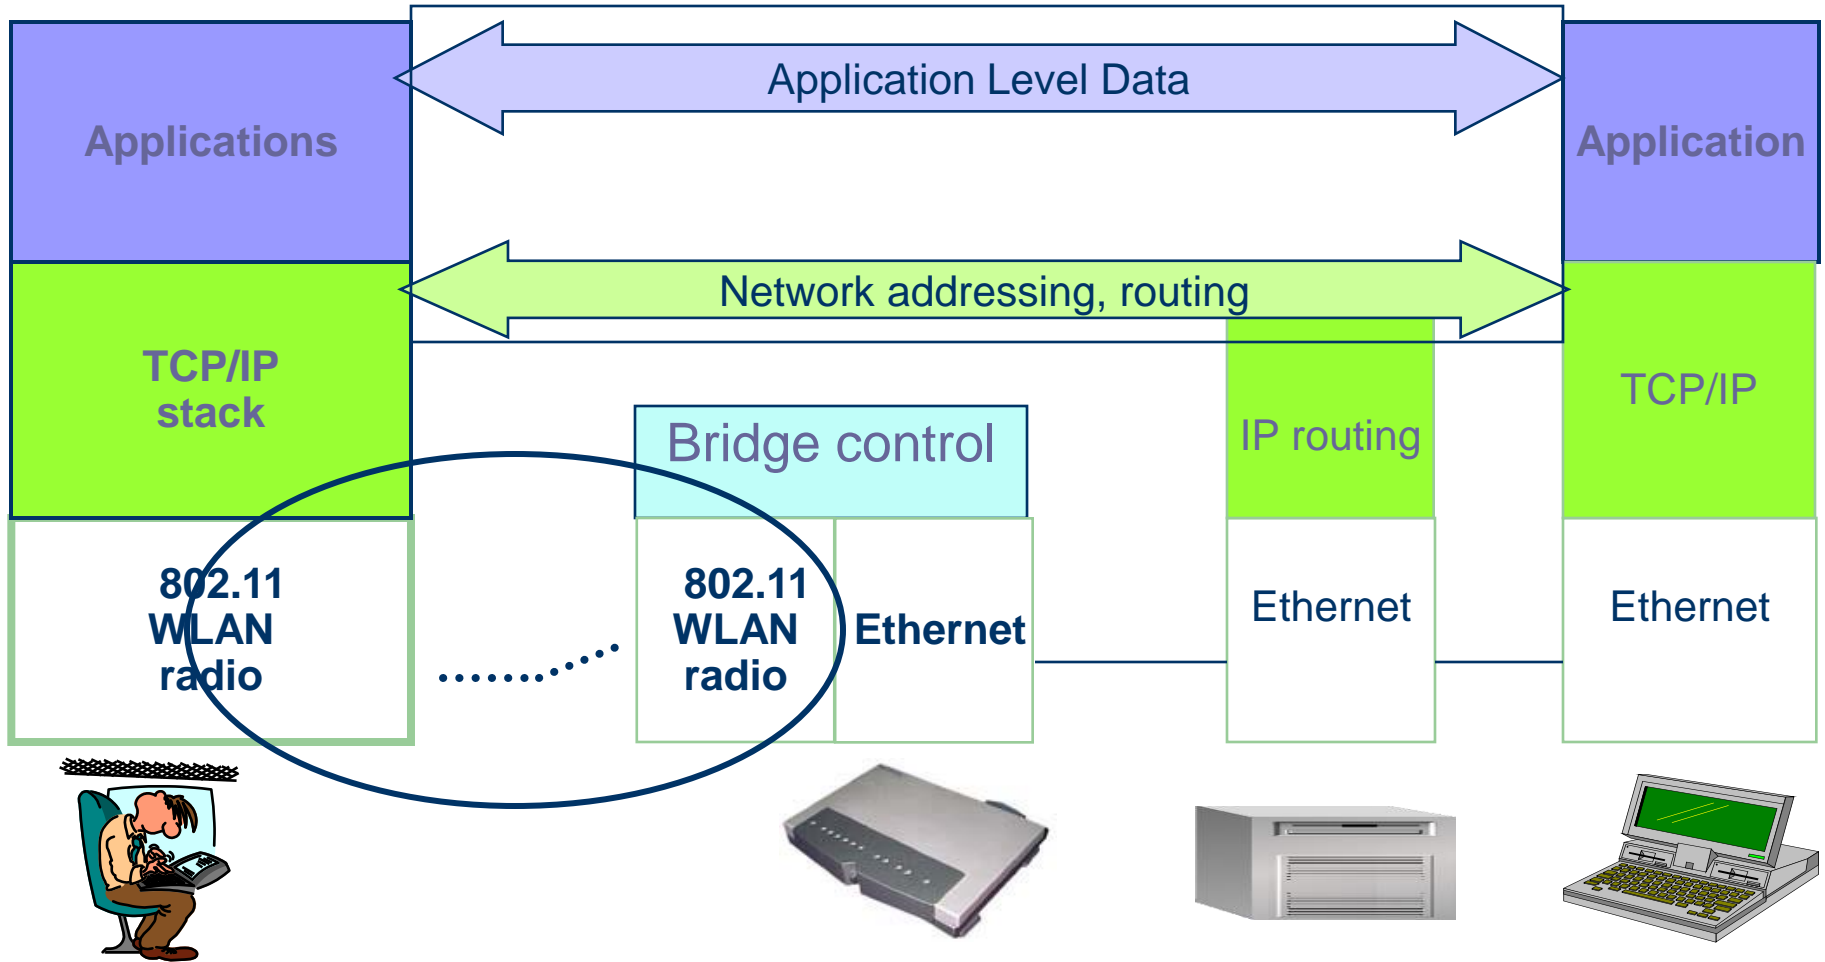 Application Level Data
Applications
Application
Network addressing, routing
TCP/IP
stack
Bridge control
IP routing
TCP/IP
802.11
WLAN
radio
802.11
WLAN
radio
Ethernet
Ethernet
Ethernet